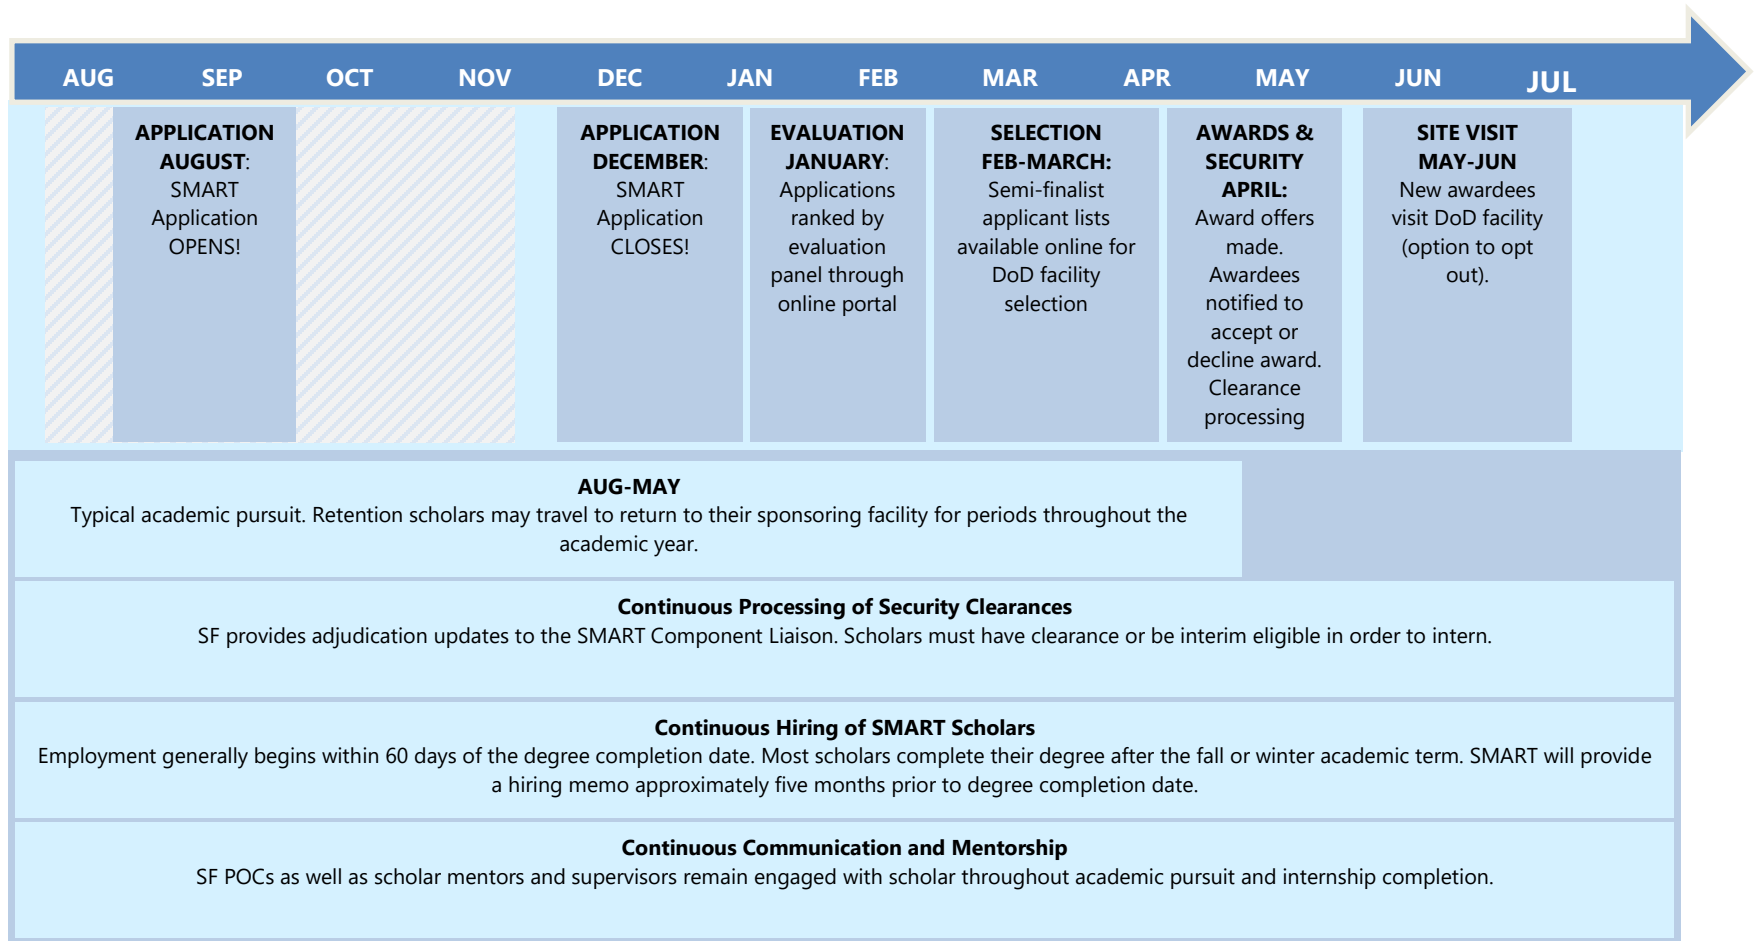 AUG SEP OCT NOV DEC JAN FEB MAR APR MAY JUN JUL
APPLICATION
AUGUST:
SMART
Application
OPENS!
APPLICATION
DECEMBER:
SMART
Application
CLOSES!
EVALUATION
JANUARY:
Applications
ranked by
evaluation
panel through
online portal
SELECTION
FEB-MARCH:
Semi-finalist
applicant lists
available online for
DoD facility
selection
AWARDS &
SECURITY
APRIL:
Award offers
made.
Awardees
notified to
accept or
decline award.
Clearance
processing
SITE VISIT
MAY-JUN
New awardees
visit DoD facility
(option to opt
out).
AUG-MAY
Typical academic pursuit. Retention scholars may travel to return to their sponsoring facility for periods throughout the
academic year.
Continuous Processing of Security Clearances
SF provides adjudication updates to the SMART Component Liaison. Scholars must have clearance or be interim eligible in order to intern.
Continuous Hiring of SMART Scholars
Employment generally begins within 60 days of the degree completion date. Most scholars complete their degree after the fall or winter academic term. SMART will provide
a hiring memo approximately five months prior to degree completion date.
Continuous Communication and Mentorship
SF POCs as well as scholar mentors and supervisors remain engaged with scholar throughout academic pursuit and internship completion.